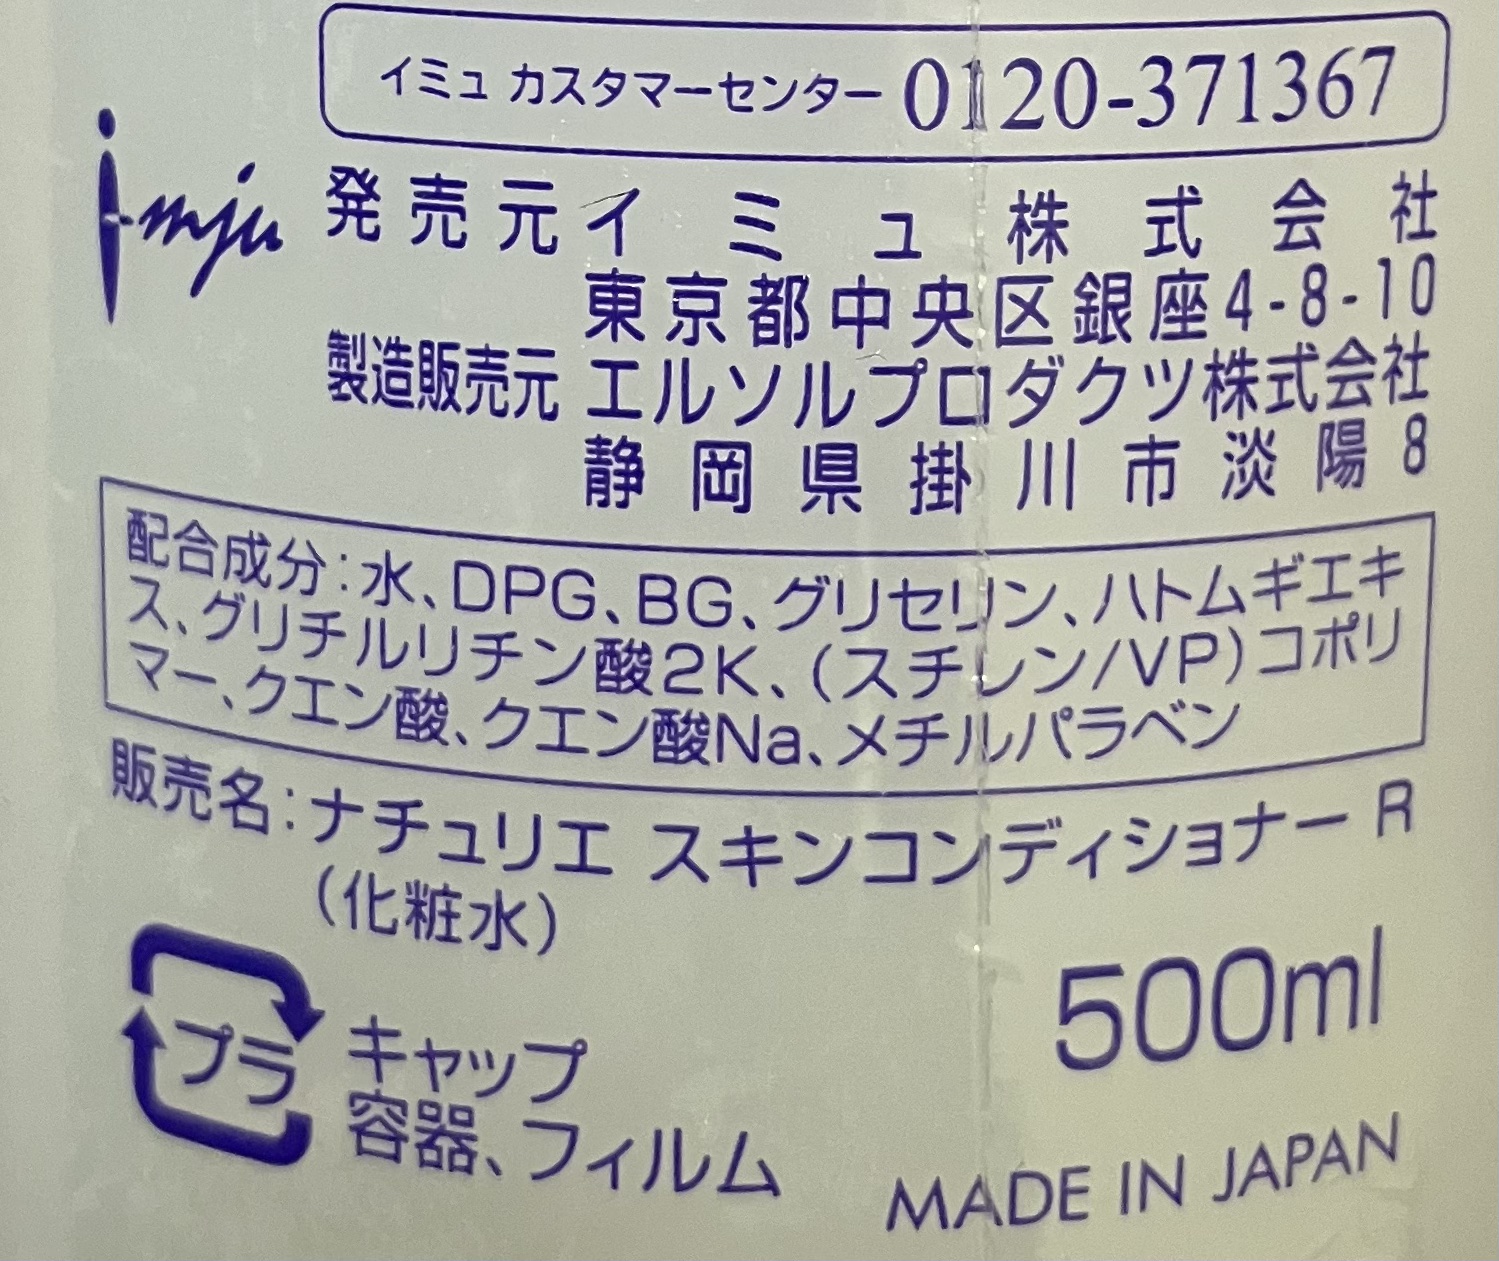 イミュ カスタマーセンター 0120-371367
imju
発売元 イミュ株式会社
東京都中央区銀座4-8-10
製造販売元 エルソルプロダクツ株式会社
静岡県掛川市淡陽8
配合成分:水、DPG、BG、グリセリン、ハトムギエキ
ス、グリチルリチン酸2K、(スチレン/VP)コポリ
マー、クエン酸、クエン酸Na、メチルパラベン
販売名:ナチュリエ スキンコンディショナー R
(化粧水)
500ml
プラ
キャップ
容器、フィルム
MADE IN JAPAN